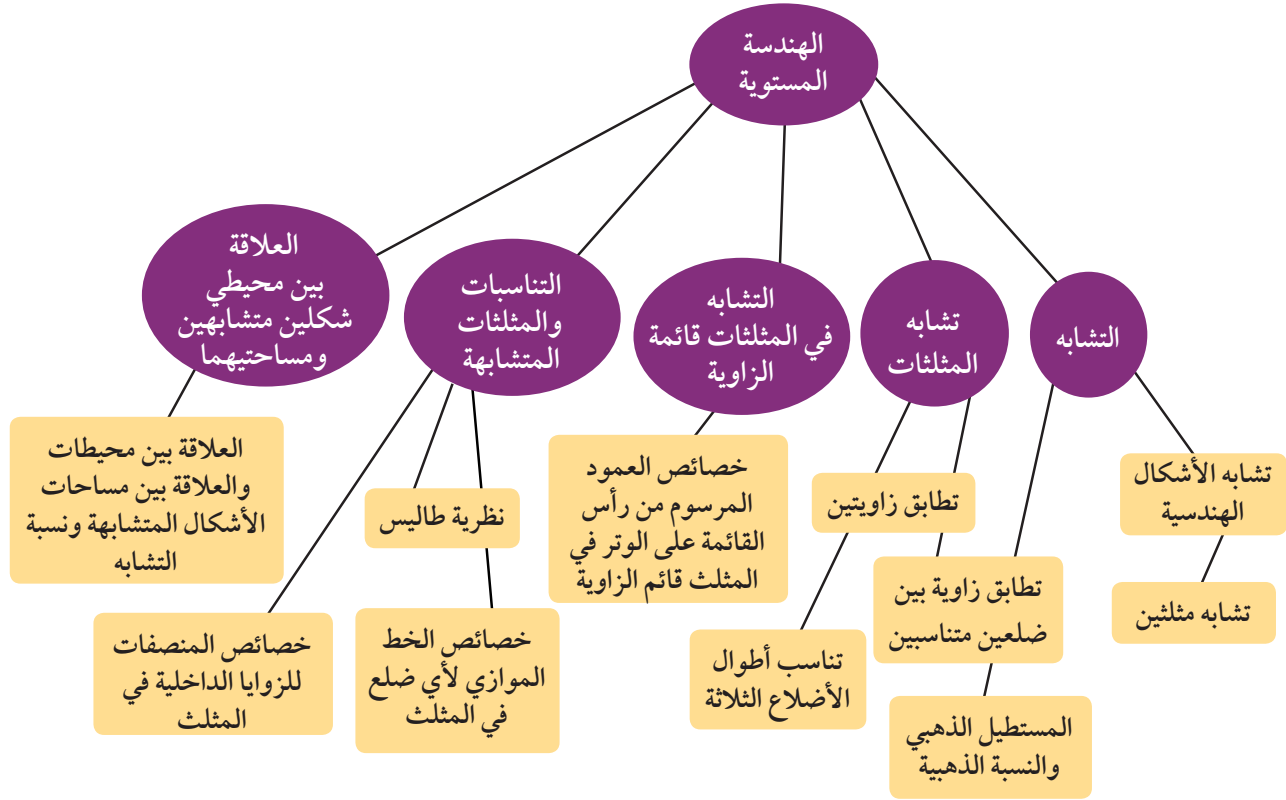 الهندسة
المستوية
التشابه
تشابه
المثلثات
التشابه
في المثلثات قائمة
الزاوية
التناسبات
والمثلثات
المتشابهة
العلاقة
بين محيطي
شكلين متشابهين
ومساحتيهما
تشابه الأشكال
الهندسية
تشابه مثلثين
تطابق زاوية بين
ضلعين متناسبين
المستطيل الذهبي
والنسبة الذهبية
تطابق زاويتين
تناسب أطوال
الأضلاع الثلاثة
خصائص العمود
المرسوم من رأس
القائمة على الوتر في
المثلث قائم الزاوية
نظرية طاليس
خصائص الخط
الموازي لأي ضلع
في المثلث
خصائص المنصفات
للزوايا الداخلية في
المثلث
العلاقة بين محيطات
والعلاقة بين مساحات
الأشكال المتشابهة ونسبة
التشابه